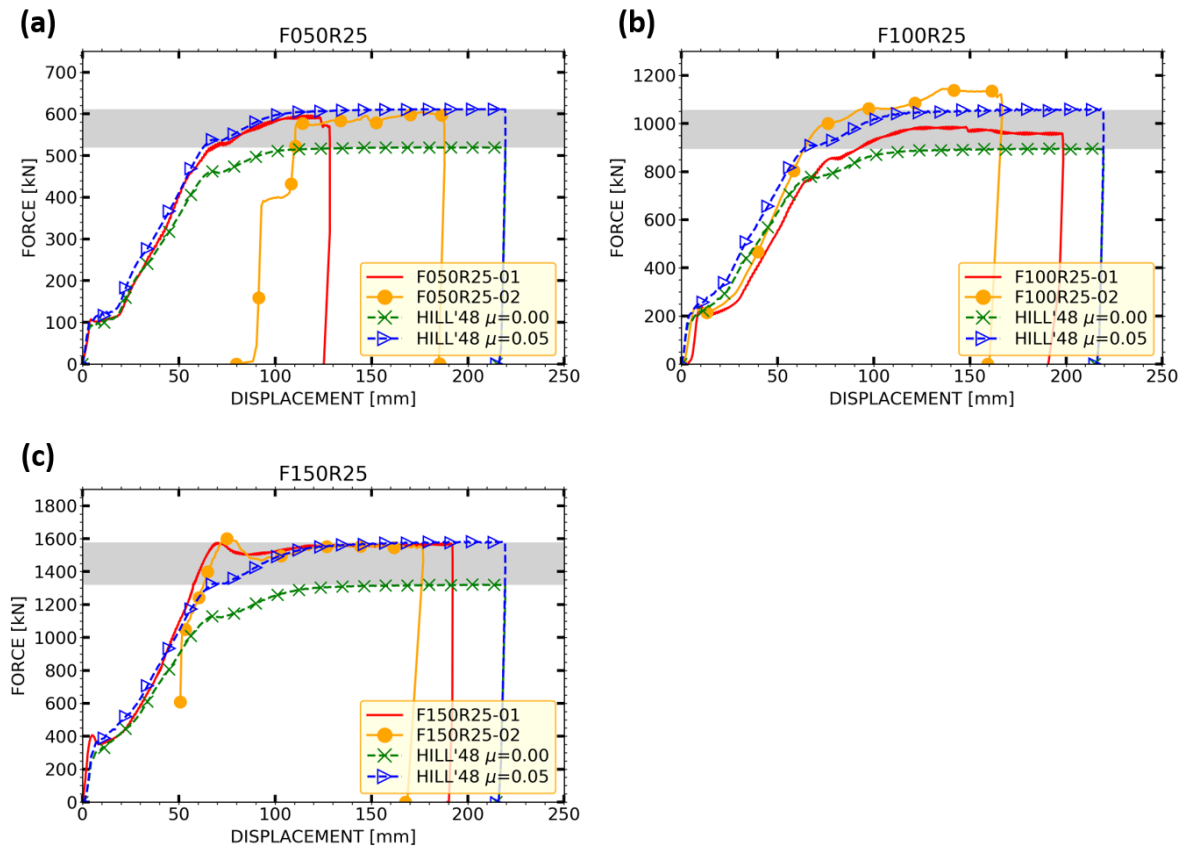 (a)
F050R25
FORCE [kN]
700
600
500
400
300
200
100
0
0 50 100 150 200 250
DISPLACEMENT [mm]
F050R25-01
F050R25-02
HILL'48 μ=0.00
HILL'48 μ=0.05
(b)
F100R25
FORCE [kN]
1200
1000
800
600
400
200
0
0 50 100 150 200 250
DISPLACEMENT [mm]
F100R25-01
F100R25-02
HILL'48 μ=0.00
HILL'48 μ=0.05
(c)
F150R25
FORCE [kN]
1800
1600
1400
1200
1000
800
600
400
200
0
0 50 100 150 200 250
DISPLACEMENT [mm]
F150R25-01
F150R25-02
HILL'48 μ=0.00
HILL'48 μ=0.05